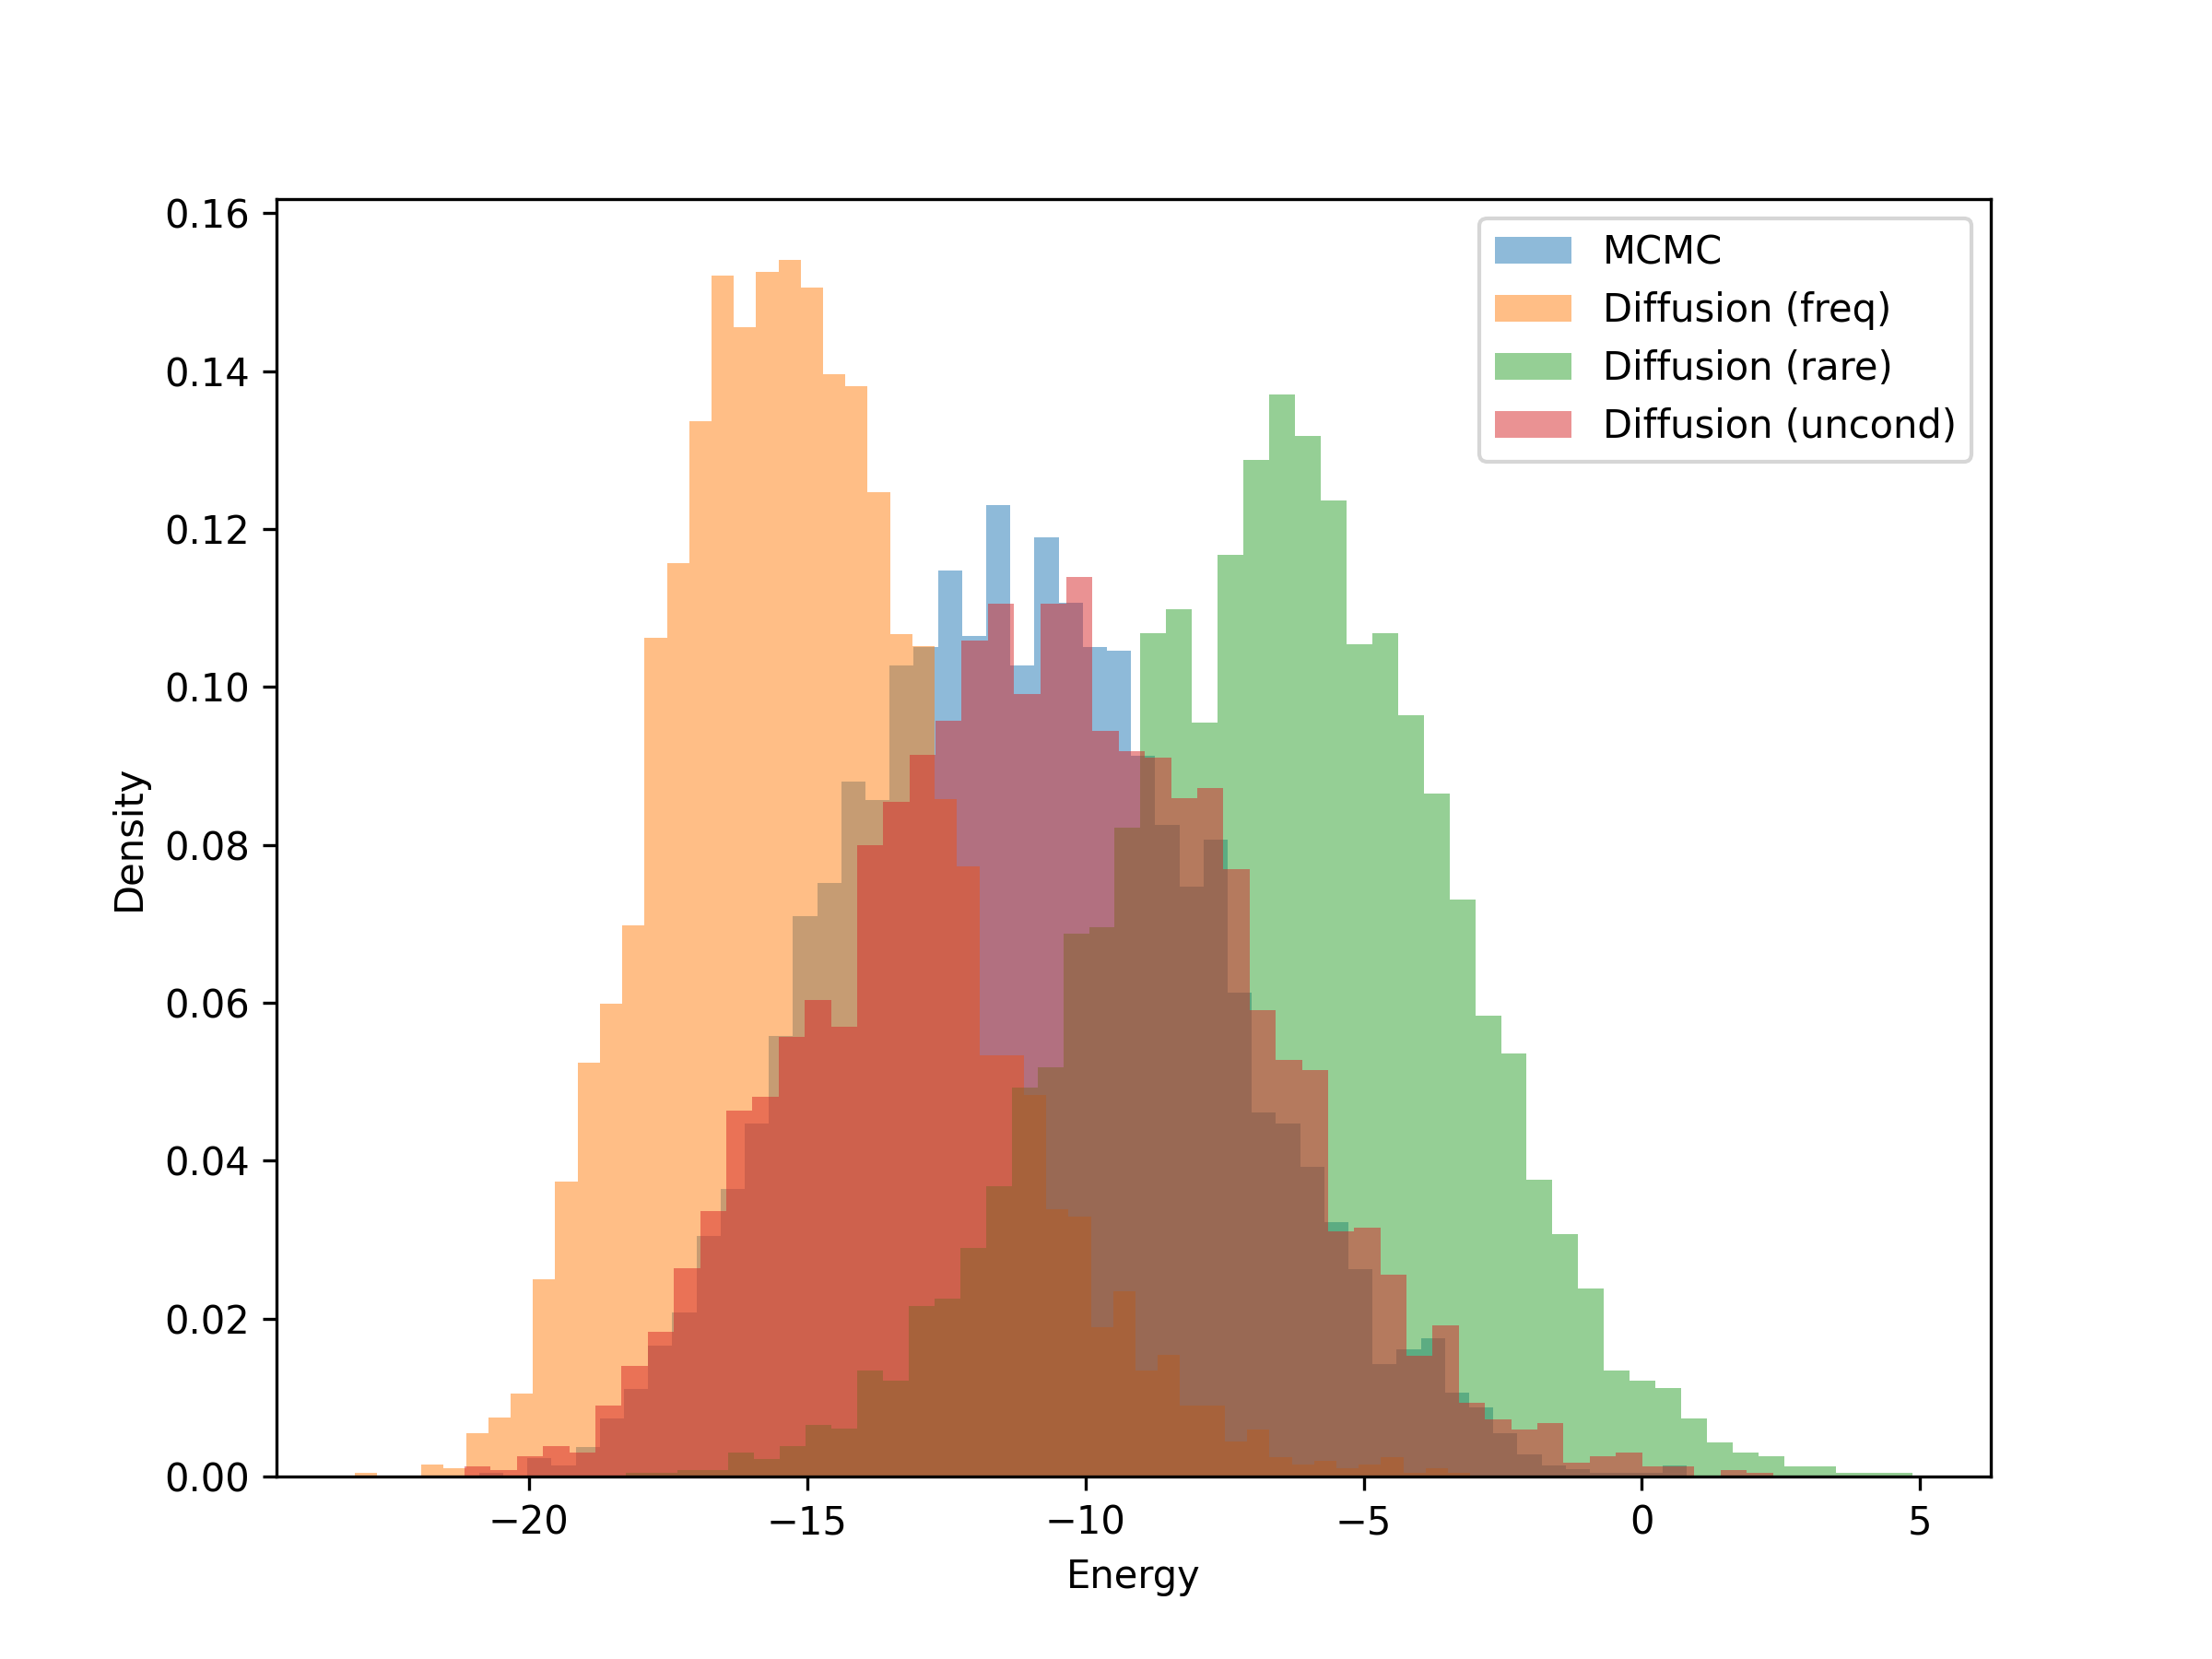 MCMC
Diffusion (freq)
Diffusion (rare)
Diffusion (uncond)
0.16
0.14
0.12
0.10
0.08
0.06
0.04
0.02
0.00
Density
−20 −15 −10 −5 0 5
Energy